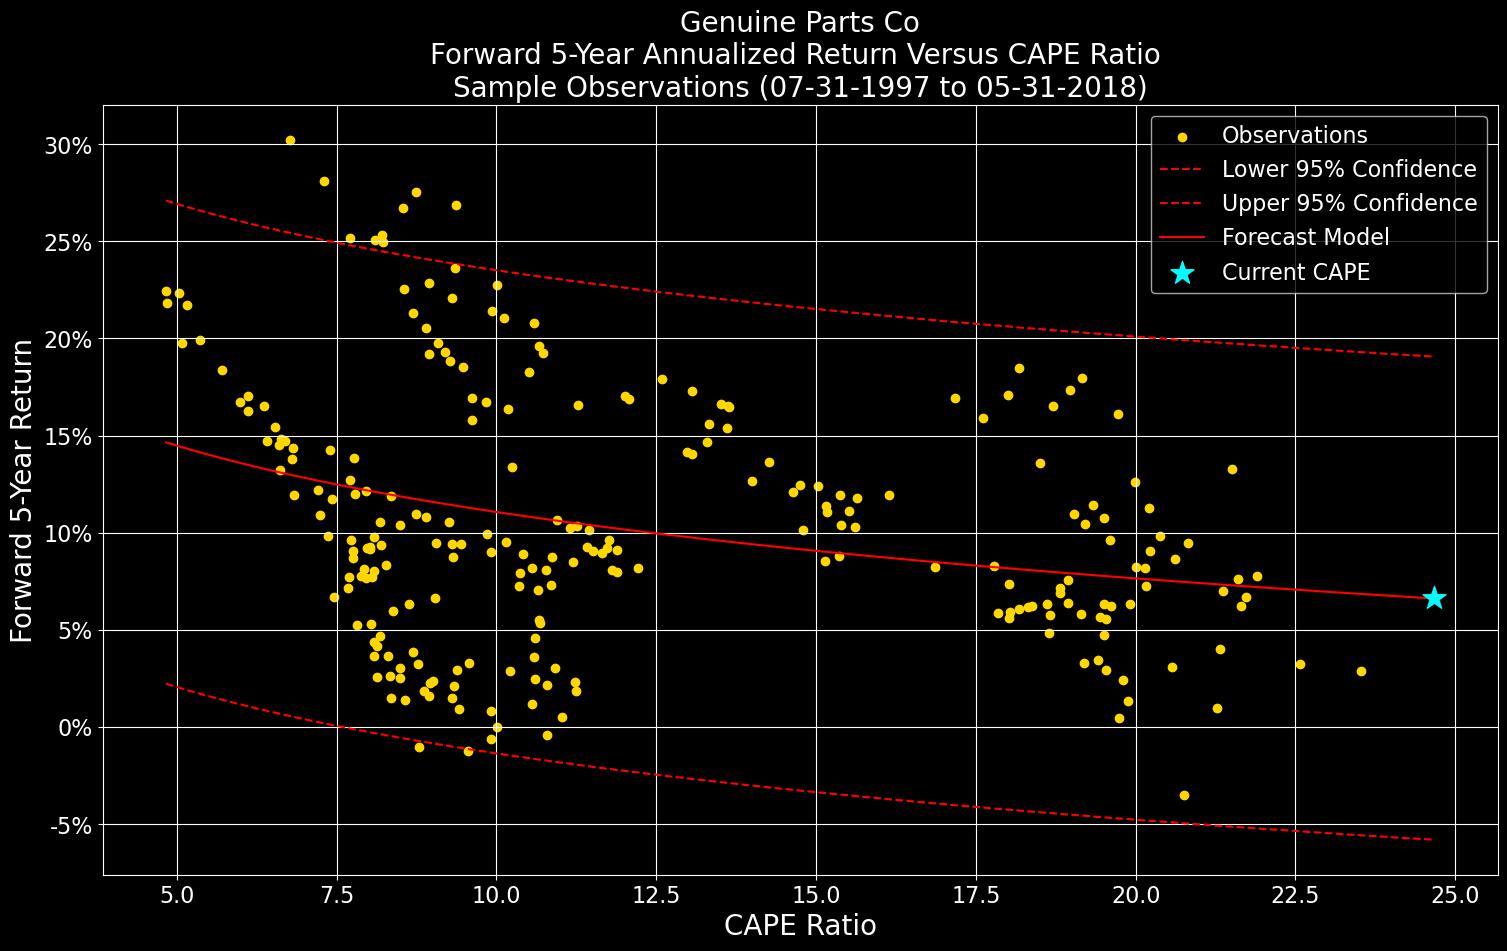 Genuine Parts Co
Forward 5-Year Annualized Return Versus CAPE Ratio
Sample Observations (07-31-1997 to 05-31-2018)
Observations
Lower 95% Confidence
Upper 95% Confidence
Forecast Model
Current CAPE
Forward 5-Year Return
30%
25%
20%
15%
10%
5%
0%
-5%
5.0 7.5 10.0 12.5 15.0 17.5 20.0 22.5 25.0
CAPE Ratio